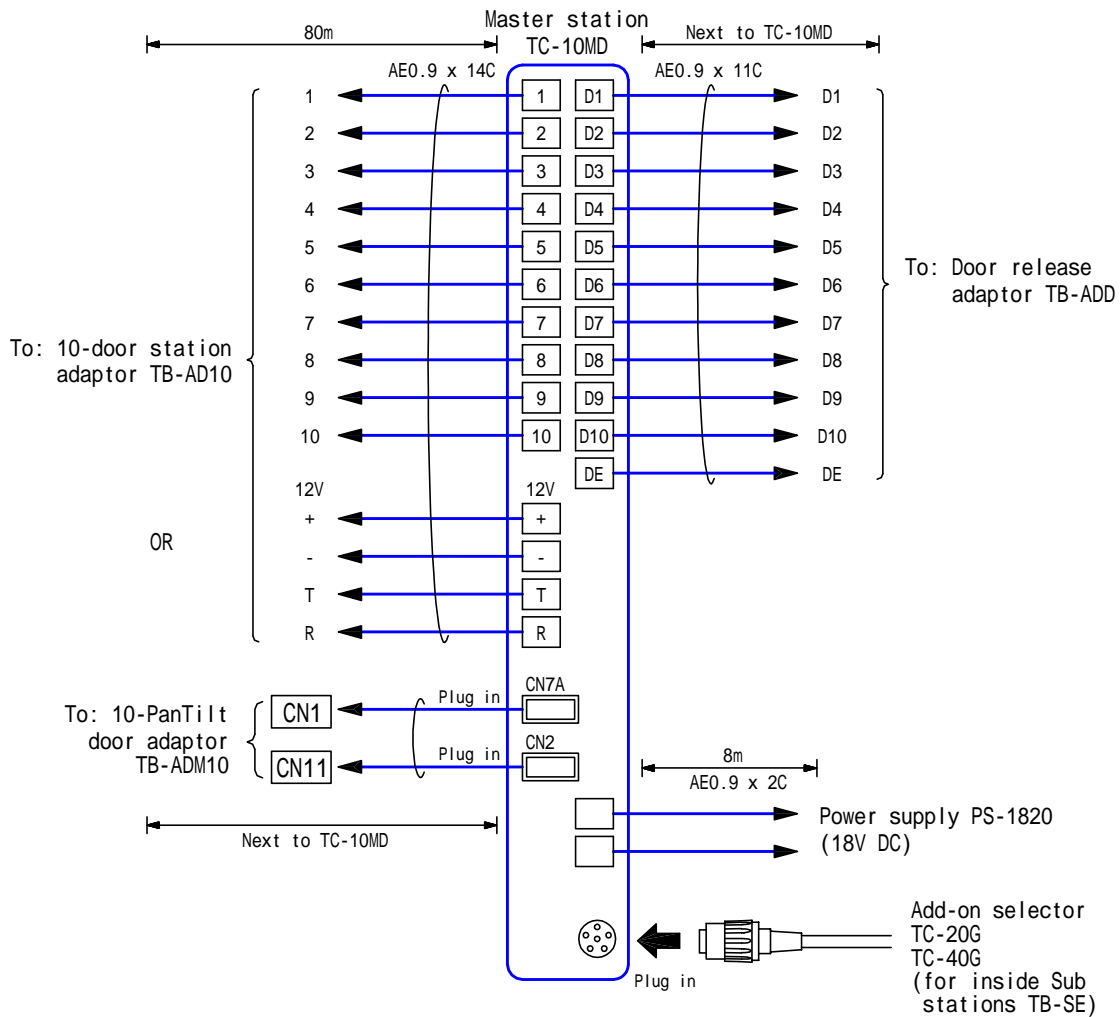 Master station
TC-10MD
80m
Next to TC-10MD
AE0.9 x 14C
AE0.9 x 11C
1 1 D1 D1
2 2 D2 D2
3 3 D3 D3
4 4 D4 D4
5 5 D5 D5
6 6 D6 D6
7 7 D7 D7
8 8 D8 D8
9 9 D9 D9
10 10 D10 D10
DE DE
To: 10-door station
adaptor TB-AD10
To: Door release
adaptor TB-ADD
12V 12V
+ +
- -
T T
R R
OR
To: 10-PanTilt
door adaptor
TB-ADM10
CN1 Plug in CN7A
CN11 Plug in CN2
Next to TC-10MD
8m
AE0.9 x 2C
Power supply PS-1820
(18V DC)
Plug in
Add-on selector
TC-20G
TC-40G
(for inside Sub
stations TB-SE)